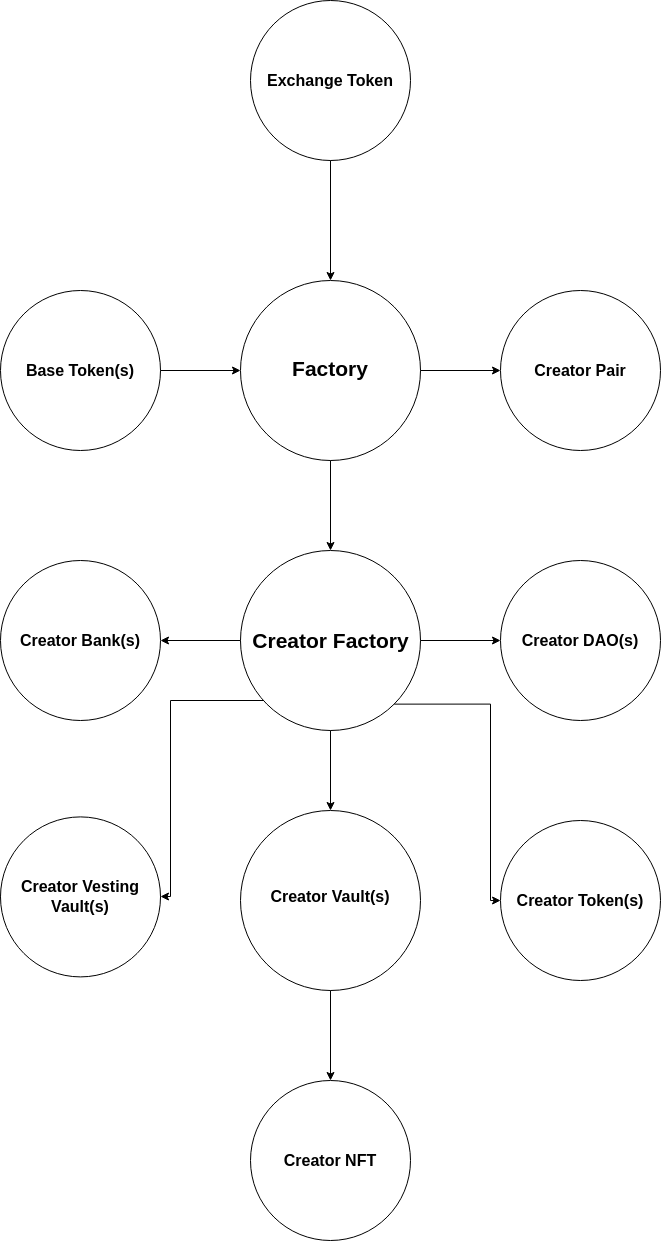 Exchange Token
Base Token(s)
Factory
Creator Pair
Creator Bank(s)
Creator Factory
Creator DAO(s)
Creator Vesting
Vault(s)
Creator Vault(s)
Creator Token(s)
Creator NFT